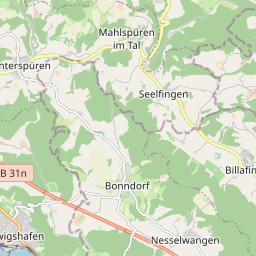 Mahlspüren
im Tal
nterspüren
Seelfingen
Billafin
B 31n
Bonndorf
wigshafen
Nesselwangen